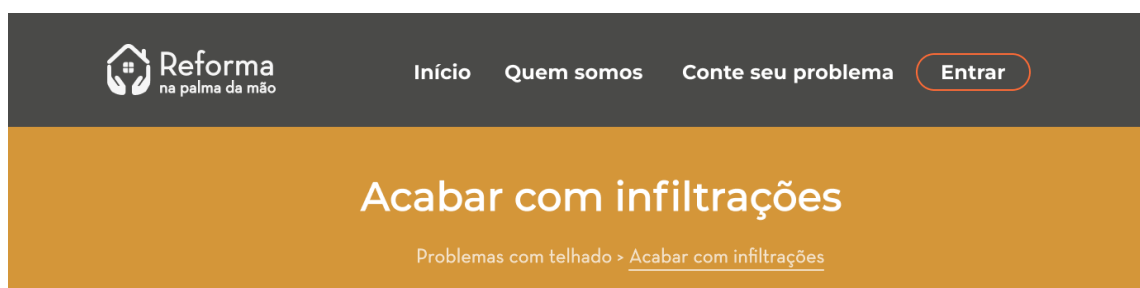 Reforma
na palma da mão
Início Quem somos Conte seu problema Entrar
Acabar com infiltrações
Problemas com telhado > Acabar com infiltrações